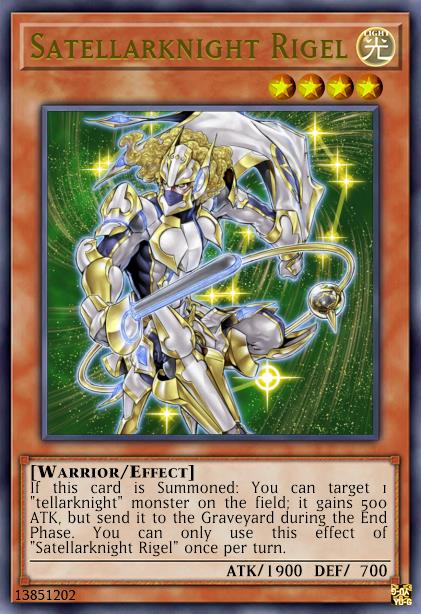 Satellarknight Rigel
LIGHT
光
[Warrior/Effect]
If this card is Summoned: You can target 1
"tellarknight" monster on the field; it gains 500
ATK, but send it to the Graveyard during the End
Phase. You can only use this effect of
"Satellarknight Rigel" once per turn.
ATK/1900 DEF/ 700
13851202